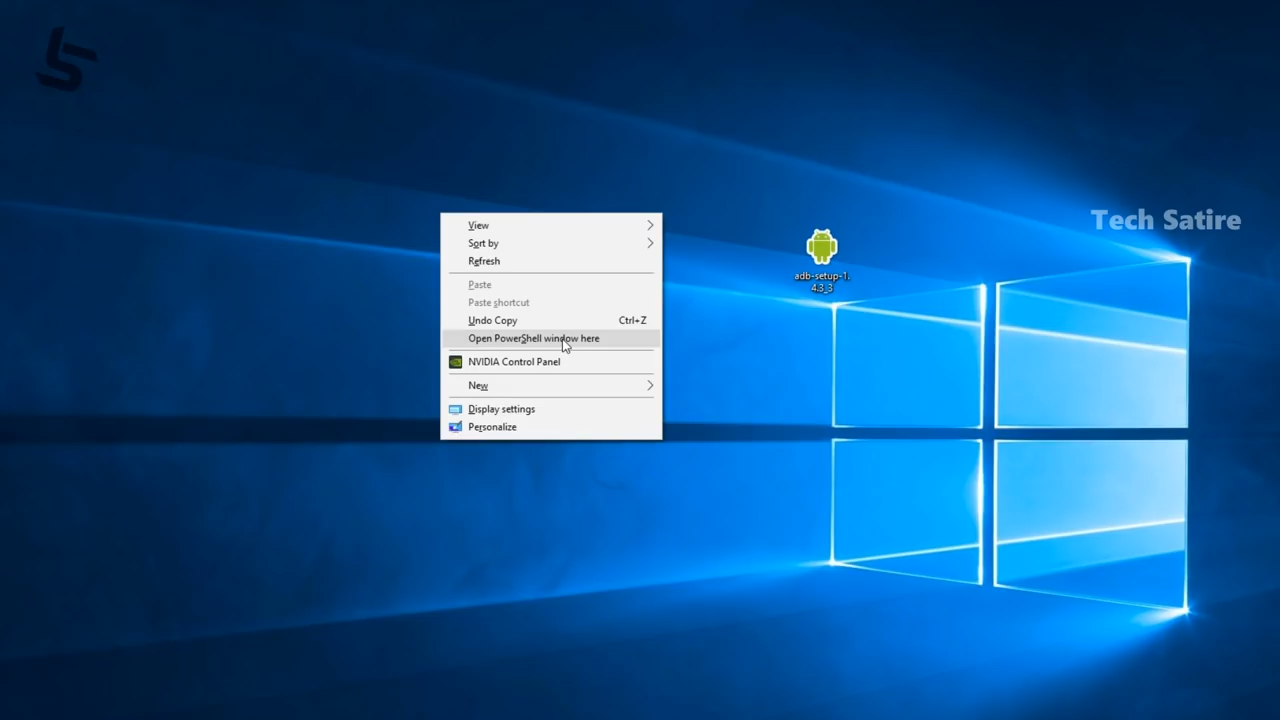 Tech Satire
View
Sort by
Refresh
Paste
Paste shortcut
Undo Copy Ctrl+Z
Open PowerShell window here
NVIDIA Control Panel
New
Display settings
Personalize
adb-setup-1.
4.3_3